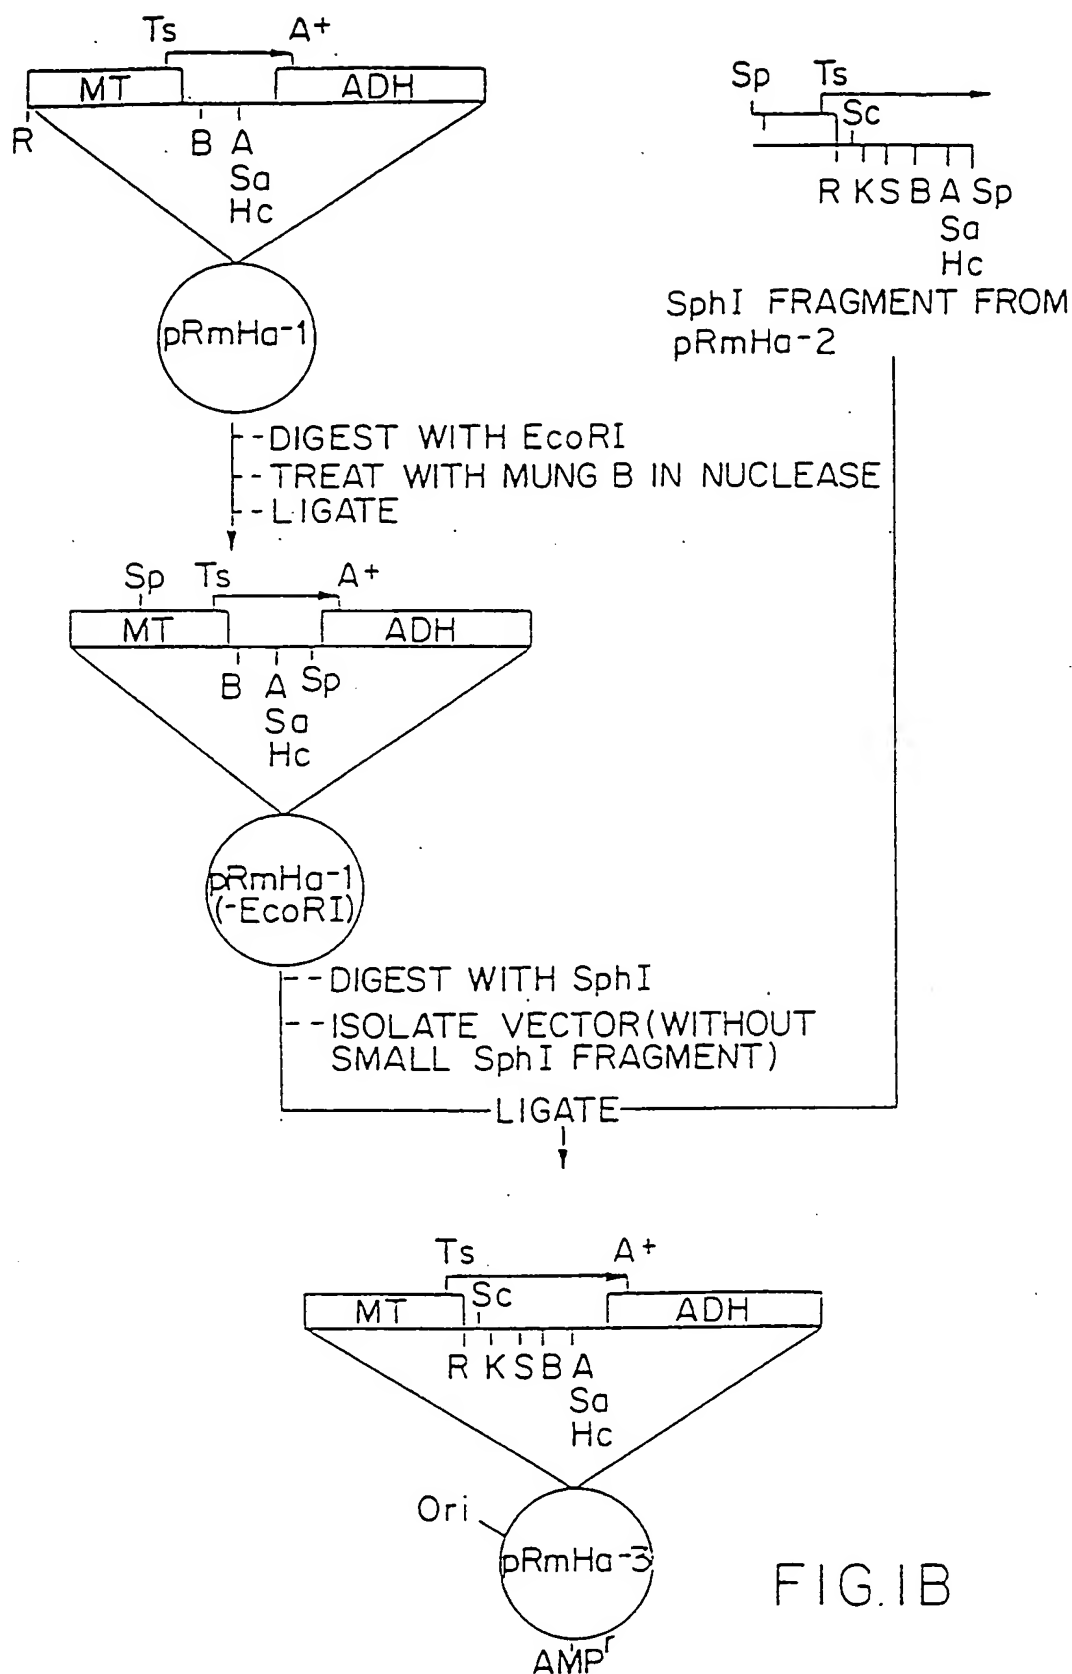 Ts A+
MT ADH
R B A
Sa
Hc
pRmHa-1
Sp Ts
Sc
R K S B A Sp
Sa
Hc
SphI FRAGMENT FROM
pRmHa-2
--DIGEST WITH EcoRI
--TREAT WITH MUNG B IN NUCLEASE
--LIGATE
Sp Ts A+
MT ADH
B A Sp
Sa
Hc
pRmHa-1
(-EcoRI)
--DIGEST WITH SphI
--ISOLATE VECTOR(WITHOUT
SMALL SphI FRAGMENT)
LIGATE
Ts A+
Sc
MT ADH
R K S B A
Sa
Hc
Ori
pRmHa-3
AMPr
FIG.1B